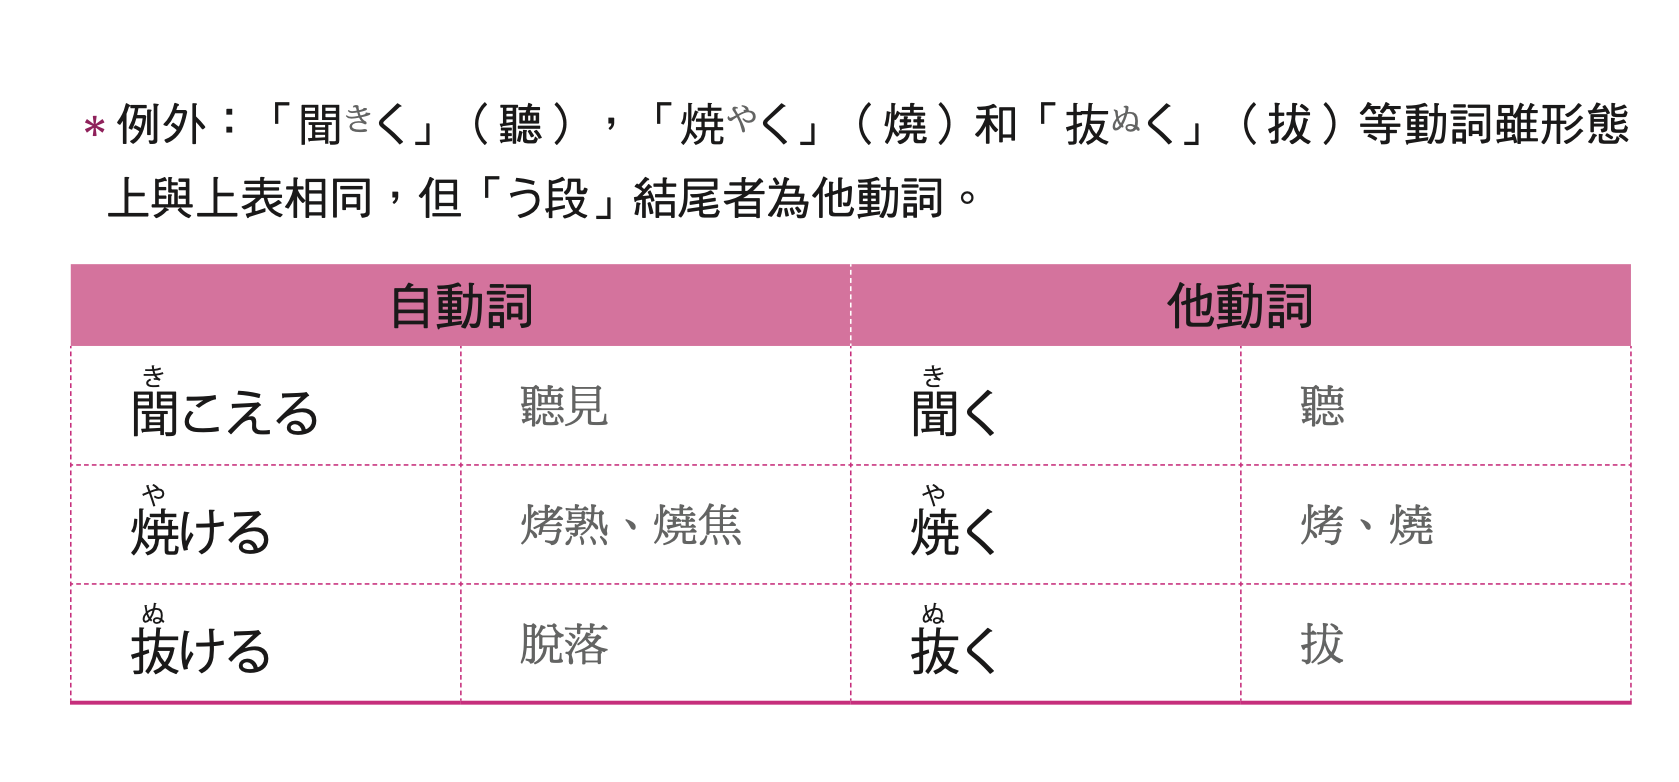 *例外：「聞きく」（聽），「焼やく」（燒）和「抜ぬく」（拔）等動詞雖形態
上與上表相同，但「う段」結尾者為他動詞。
自動詞 他動詞
き き
聞こえる 聽見 聞く 聽
や や
焼ける 烤熟、燒焦 焼く 烤、燒
ぬ ぬ
抜ける 脫落 抜く 拔